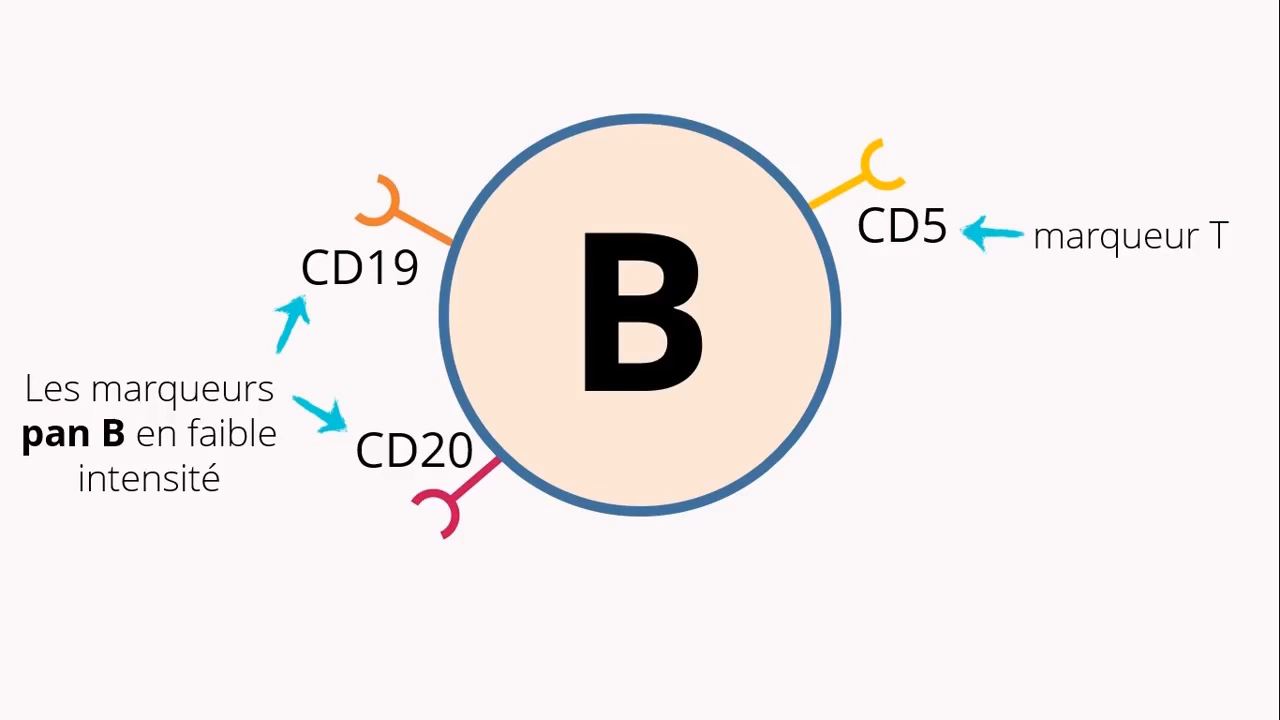 CD19
CD20
B
CD5
marqueur T
Les marqueurs
pan B en faible
intensité